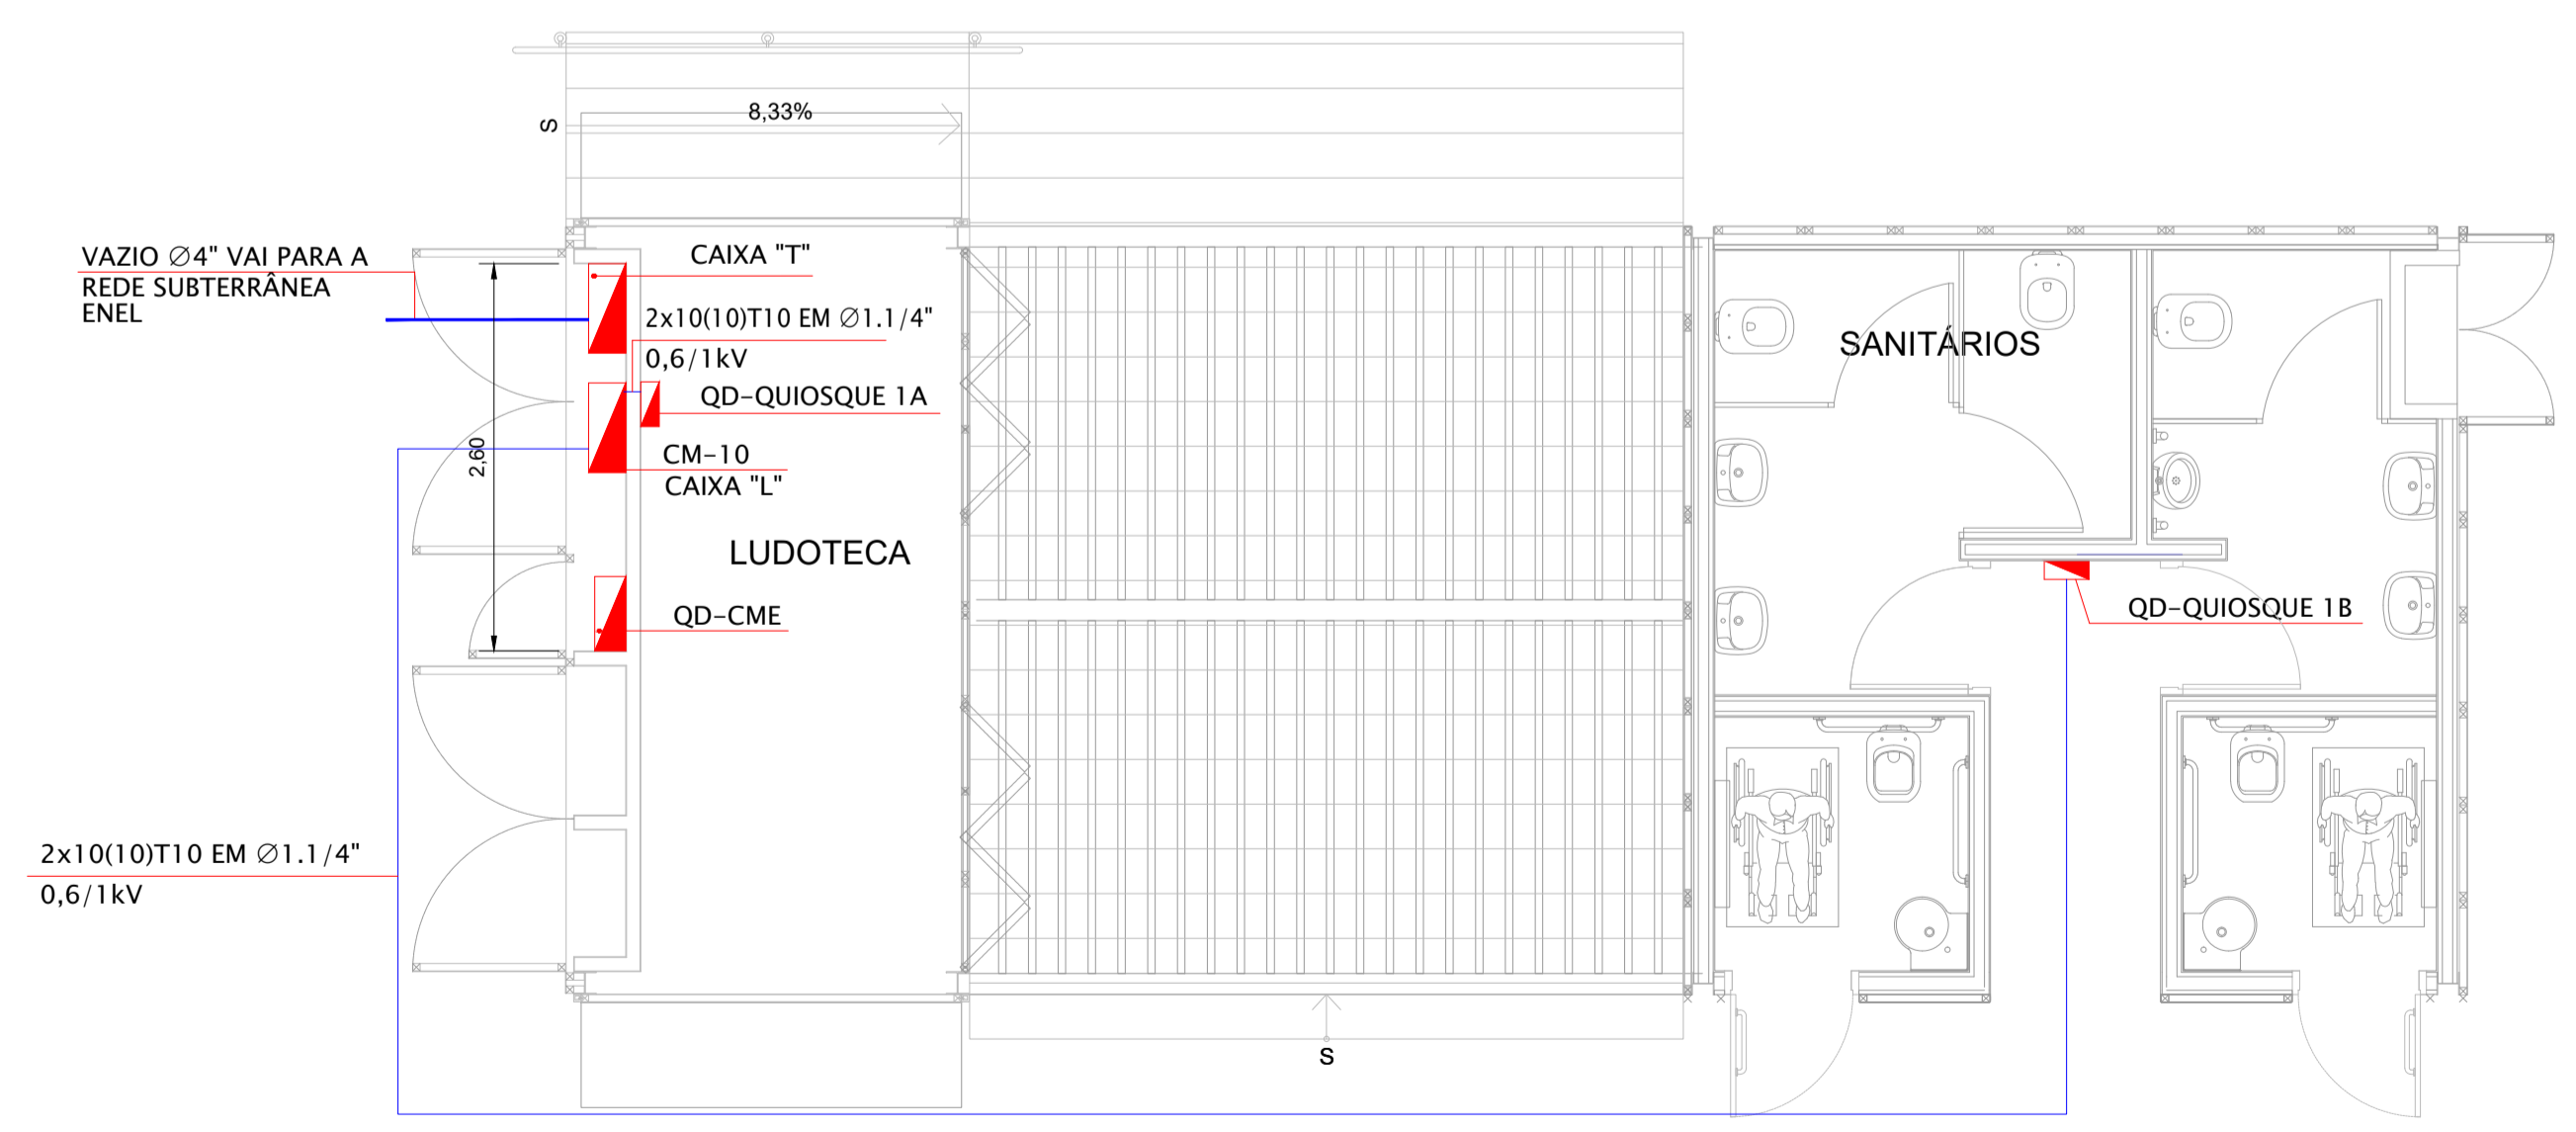 8,33%
S
VAZIO ∅4" VAI PARA A
REDE SUBTERRÂNEA
ENEL
CAIXA "T"
2x10(10)T10 EM ∅1.1/4"
0,6/1kV
QD-QUIOSQUE 1A
CM-10
CAIXA "L"
2,60
LUDOTECA
QD-CME
SANITÁRIOS
QD-QUIOSQUE 1B
2x10(10)T10 EM ∅1.1/4"
0,6/1kV
S